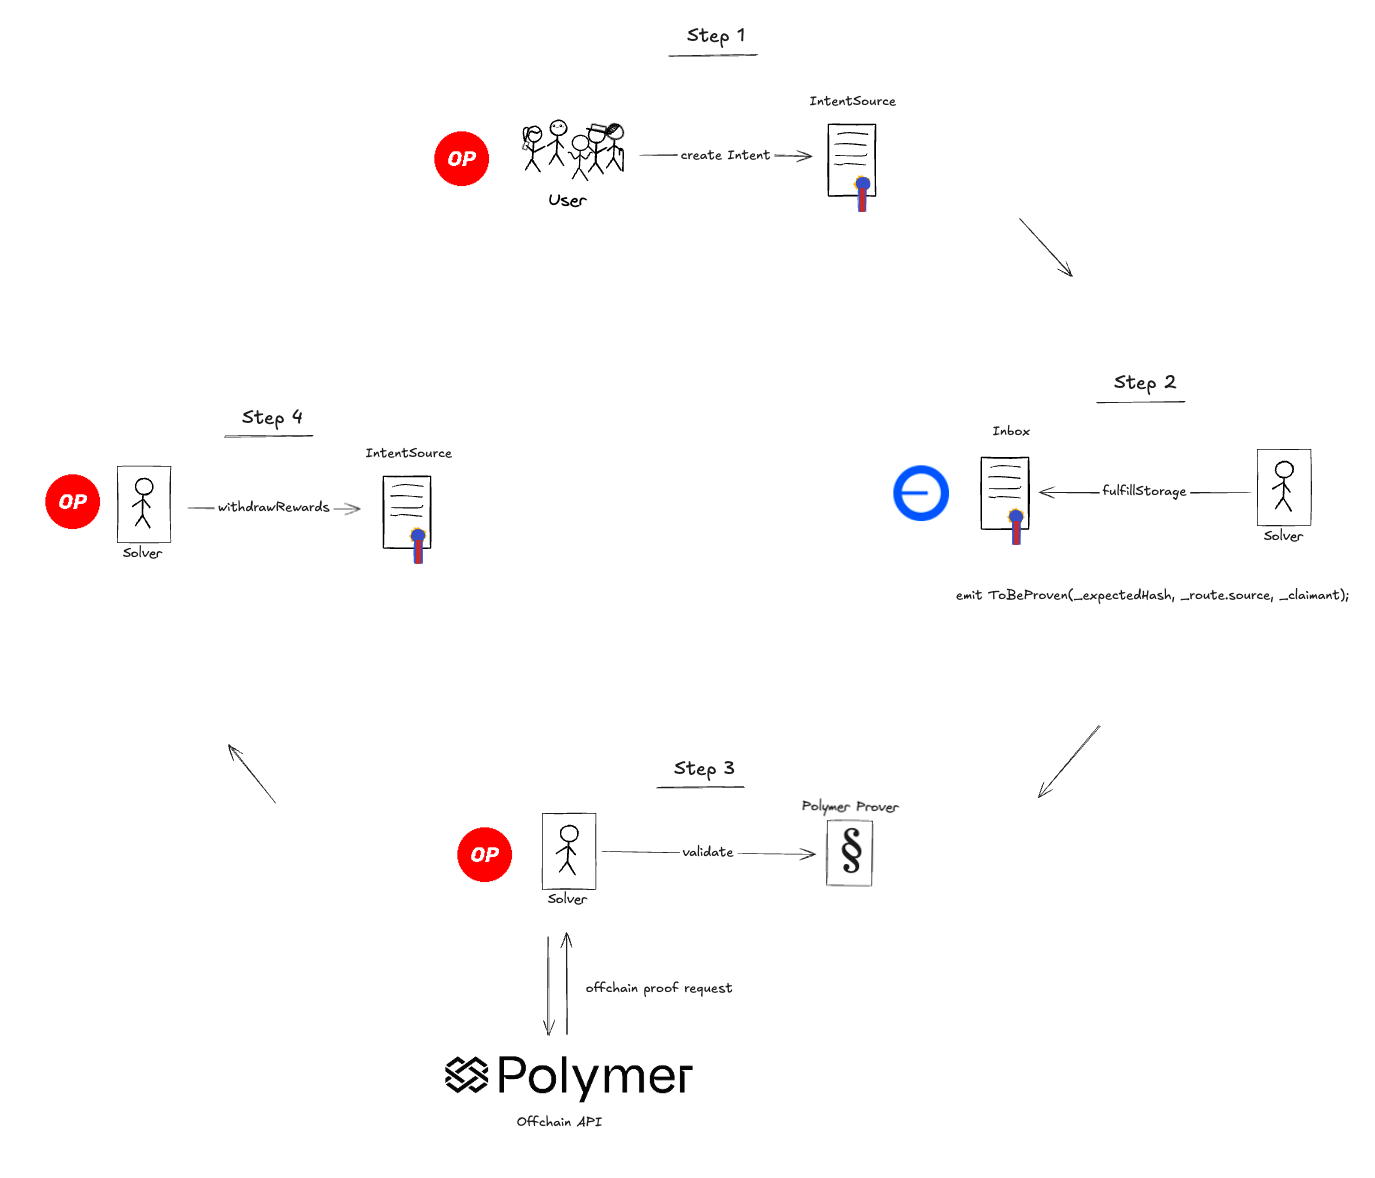 Step 1
IntentSource
OP
create Intent
User
Step 2
Inbox
fulfillStorage
Solver
emit ToBeProven(_expectedHash, _route.source, _claimant);
Step 3
Polymer Prover
OP
validate
§
Solver
offchain proof request
Polymer
Offchain API
Step 4
IntentSource
OP
withdrawRewards
Solver